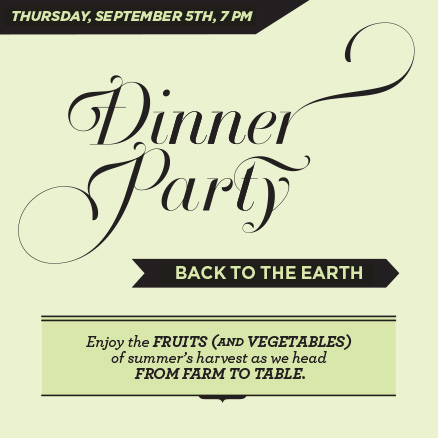 THURSDAY, SEPTEMBER 5TH, 7 PM
Dinner
Party
BACK TO THE EARTH
Enjoy the FRUITS (AND VEGETABLES)
of summer's harvest as we head
FROM FARM TO TABLE.